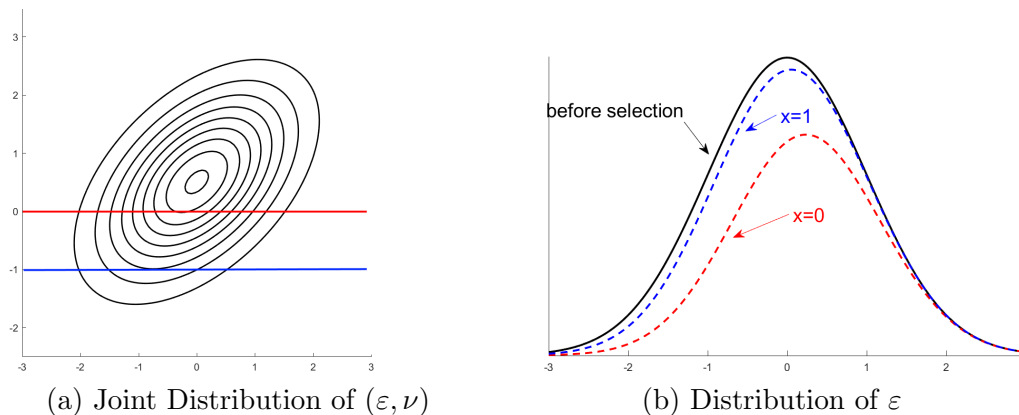 3
2
1
0
-1
-2
-3 -2 -1 0 1 2 3
(a) Joint Distribution of (ε, ν)
before selection
x=1
x=0
-3 -2 -1 0 1 2
(b) Distribution of ε